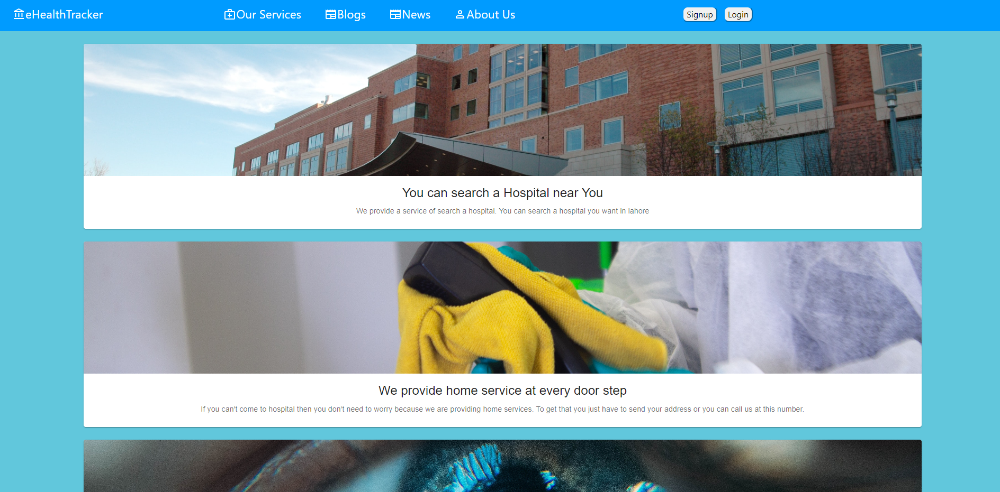 eHealthTracker
Our Services
Blogs
News
About Us
Signup
Login
You can search a Hospital near You
We provide a service of search a hospital. You can search a hospital you want in lahore
We provide home service at every door step
If you can't come to hospital then you don't need to worry because we are providing home services. To get that you just have to send your address or you can call us at this number.